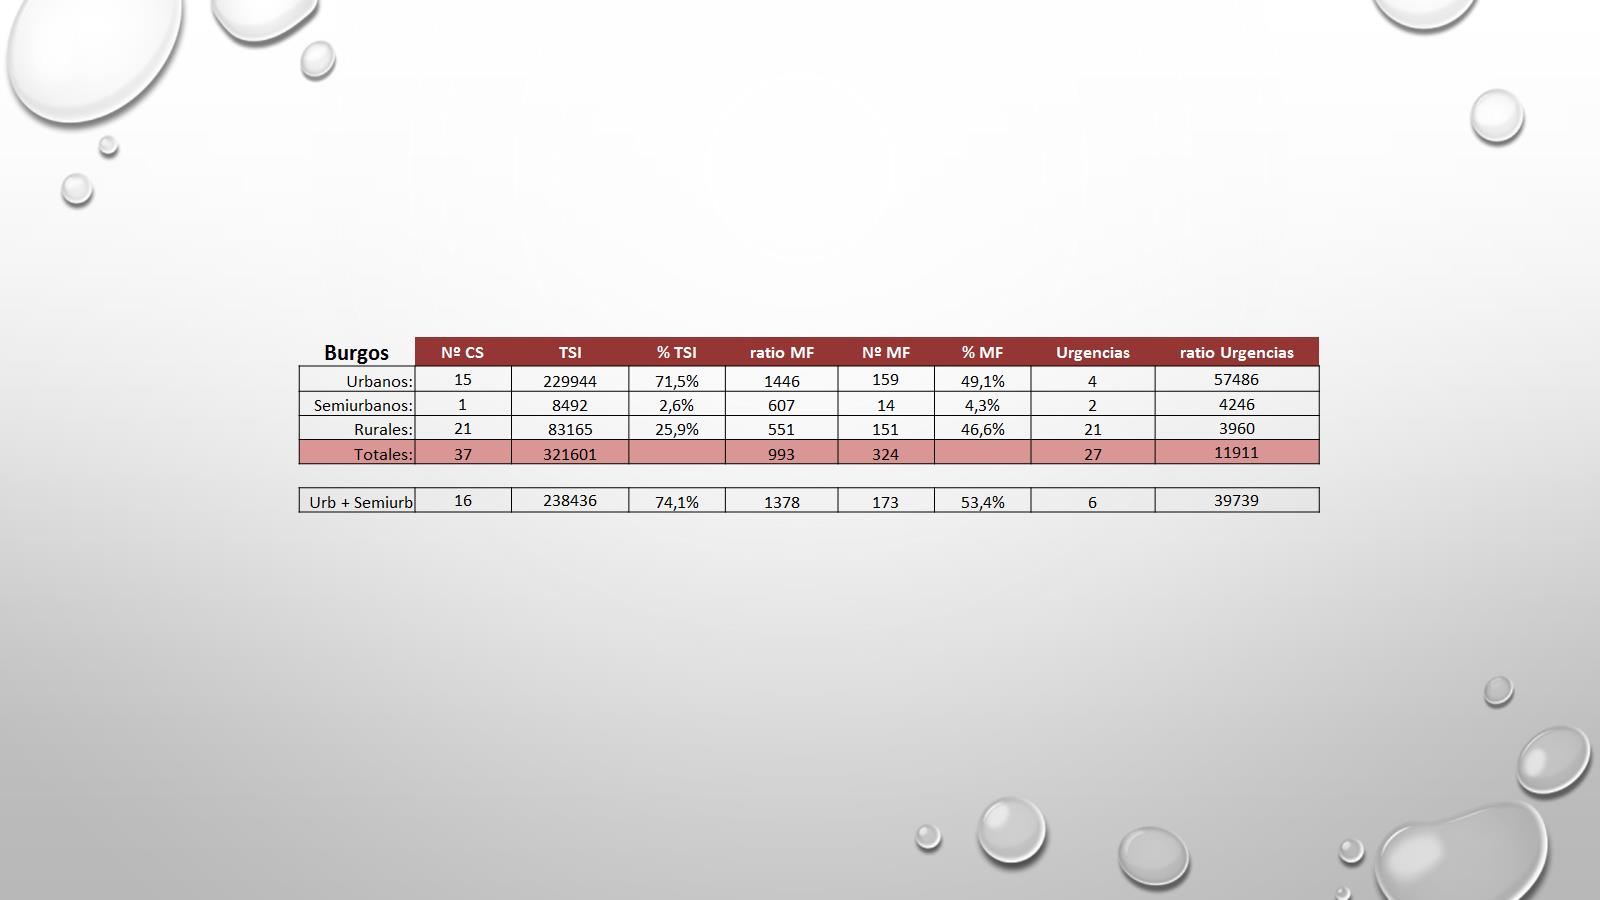 Burgos Nº CS TSI % TSI ratio MF Nº MF % MF Urgencias ratio Urgencias
Urbanos: 15 229944 71,5% 1446 159 49,1% 4 57486
Semiurbanos: 1 8492 2,6% 607 14 4,3% 2 4246
Rurales: 21 83165 25,9% 551 151 46,6% 21 3960
Totales: 37 321601 993 324 27 11911
Urb + Semiurb 16 238436 74,1% 1378 173 53,4% 6 39739